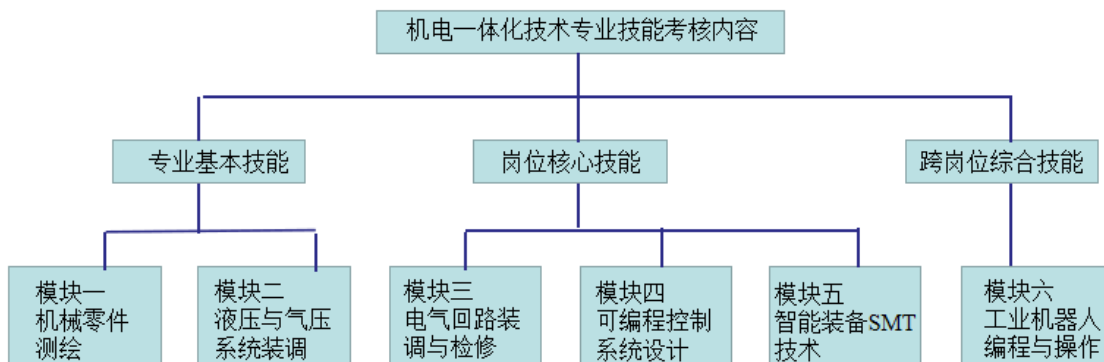 机电一体化技术专业技能考核内容
专业基本技能
岗位核心技能
跨岗位综合技能
模块一
机械零件
测绘
模块二
液压与气压
系统装调
模块三
电气回路装
调与检修
模块四
可编程控制
系统设计
模块五
智能装备SMT
技术
模块六
工业机器人
编程与操作